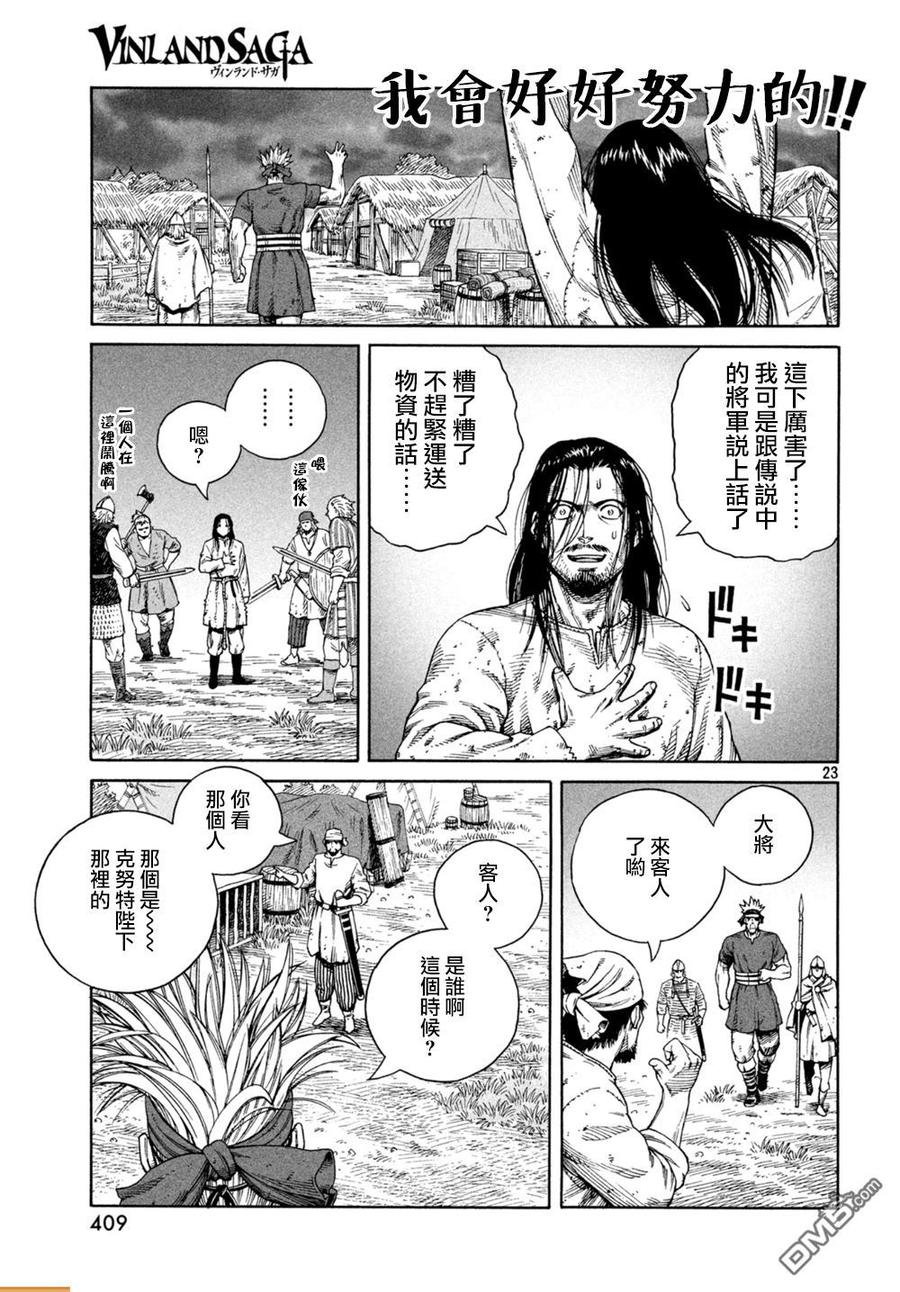 VINLAND SAGA
ヴィンランド・サガ
我會好好努力的!!
這下厲害了……
我可是跟傳説中
的將軍説上話了
糟了糟了
不趕緊運送
物資的話……
ドキ
ドキ
……
……
嗯?
喂
這傢伙
一個人在
這裡鬧騰啊
23
大將
來客人
了喲
客人?
是誰啊
這個時候?
你看
那個人
那個是~~
克努特陛下
那裡的
409
DM5.com